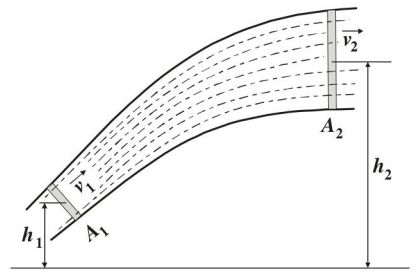 v₂
A₂
h₂
v₁
A₁
h₁